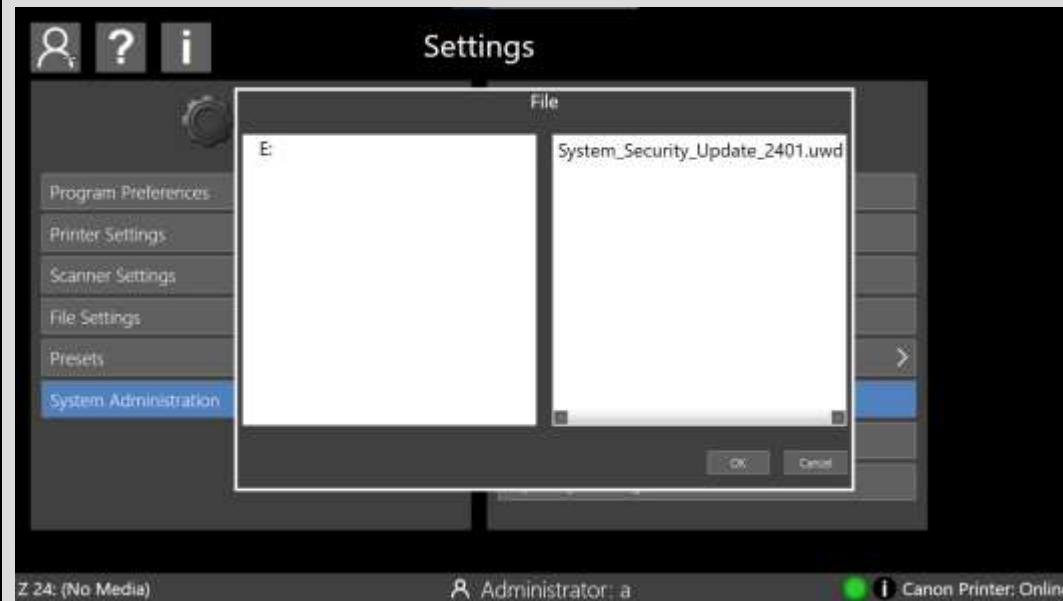 ? i
Settings
File
E:
System_Security_Update_2401.uwd
Program Preferences
Printer Settings
Scanner Settings
File Settings
Presets
System Administration
OK Cancel
Z 24: (No Media)
Administrator: a
i Canon Printer: Online